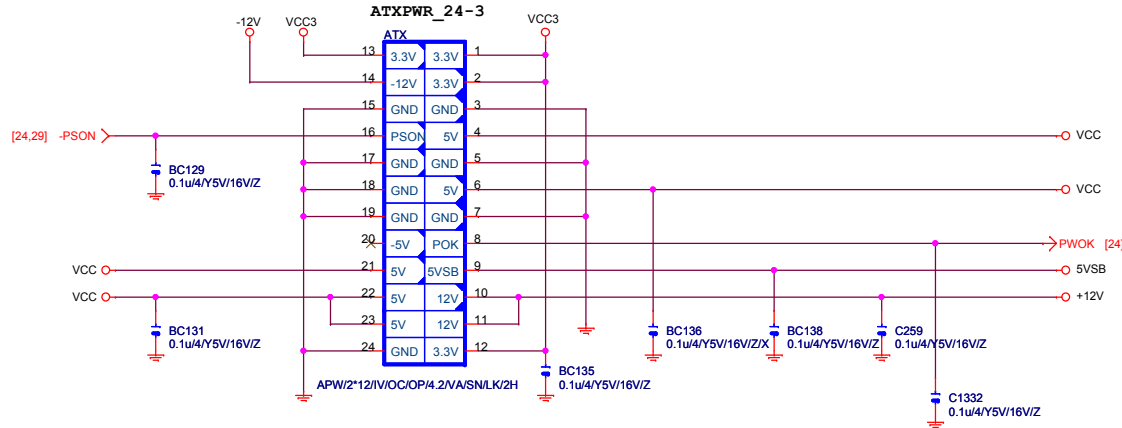 ATXPWR_24-3
-12V VCC3 VCC3
ATX
13 3.3V 3.3V 1
14 -12V 3.3V 2
15 GND GND 3
[24,29] -PSON 16 PSON 5V 4 VCC
17 GND GND 5
BC129
0.1u/4/Y5V/16V/Z
18 GND 5V 6 VCC
19 GND GND 7
20 -5V POK 8 PWOK [24]
VCC 21 5V 5VSB 9 5VSB
VCC 22 5V 12V 10 +12V
23 5V 12V 11
BC131
0.1u/4/Y5V/16V/Z
BC136
0.1u/4/Y5V/16V/Z/X
BC138
0.1u/4/Y5V/16V/Z
C259
0.1u/4/Y5V/16V/Z
24 GND 3.3V 12
BC135
0.1u/4/Y5V/16V/Z
APW/2*12/IV/OC/OP/4.2/VA/SN/LK/2H
C1332
0.1u/4/Y5V/16V/Z